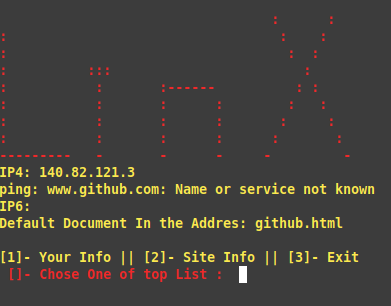 IP4: 140.82.121.3
ping: www.github.com: Name or service not known
IP6:
Default Document In the Addres: github.html
[1]- Your Info || [2]- Site Info || [3]- Exit
[]- Chose One of top List :